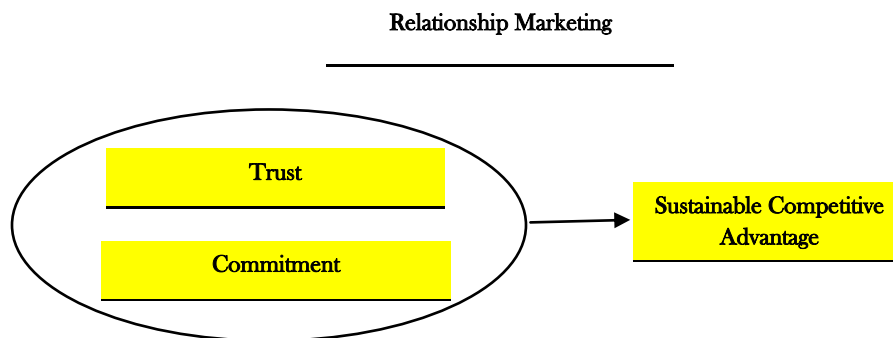 Relationship Marketing
Trust
Commitment
Sustainable Competitive
Advantage